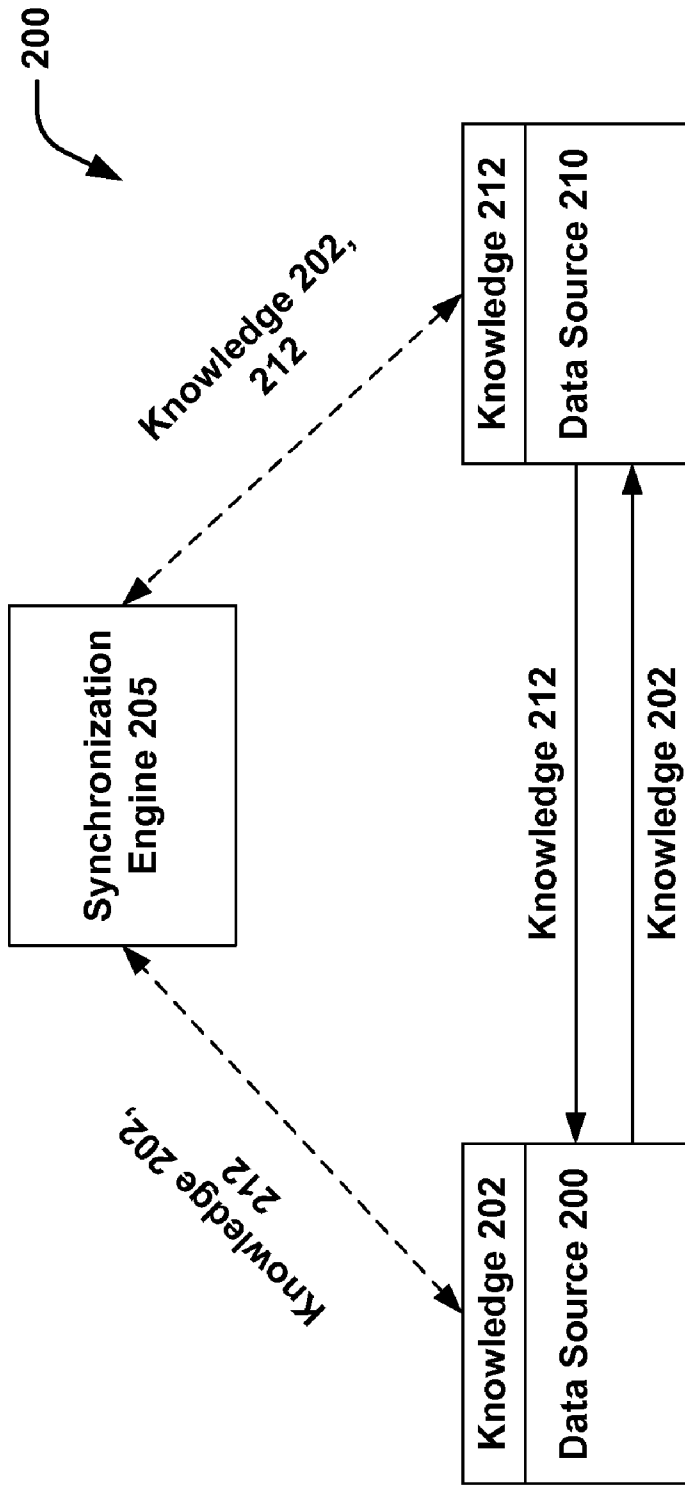 200
Synchronization
Engine 205
Knowledge 202,
212
Knowledge 202,
212
Knowledge 202
Data Source 200
Knowledge 212
Knowledge 202
Knowledge 212
Data Source 210